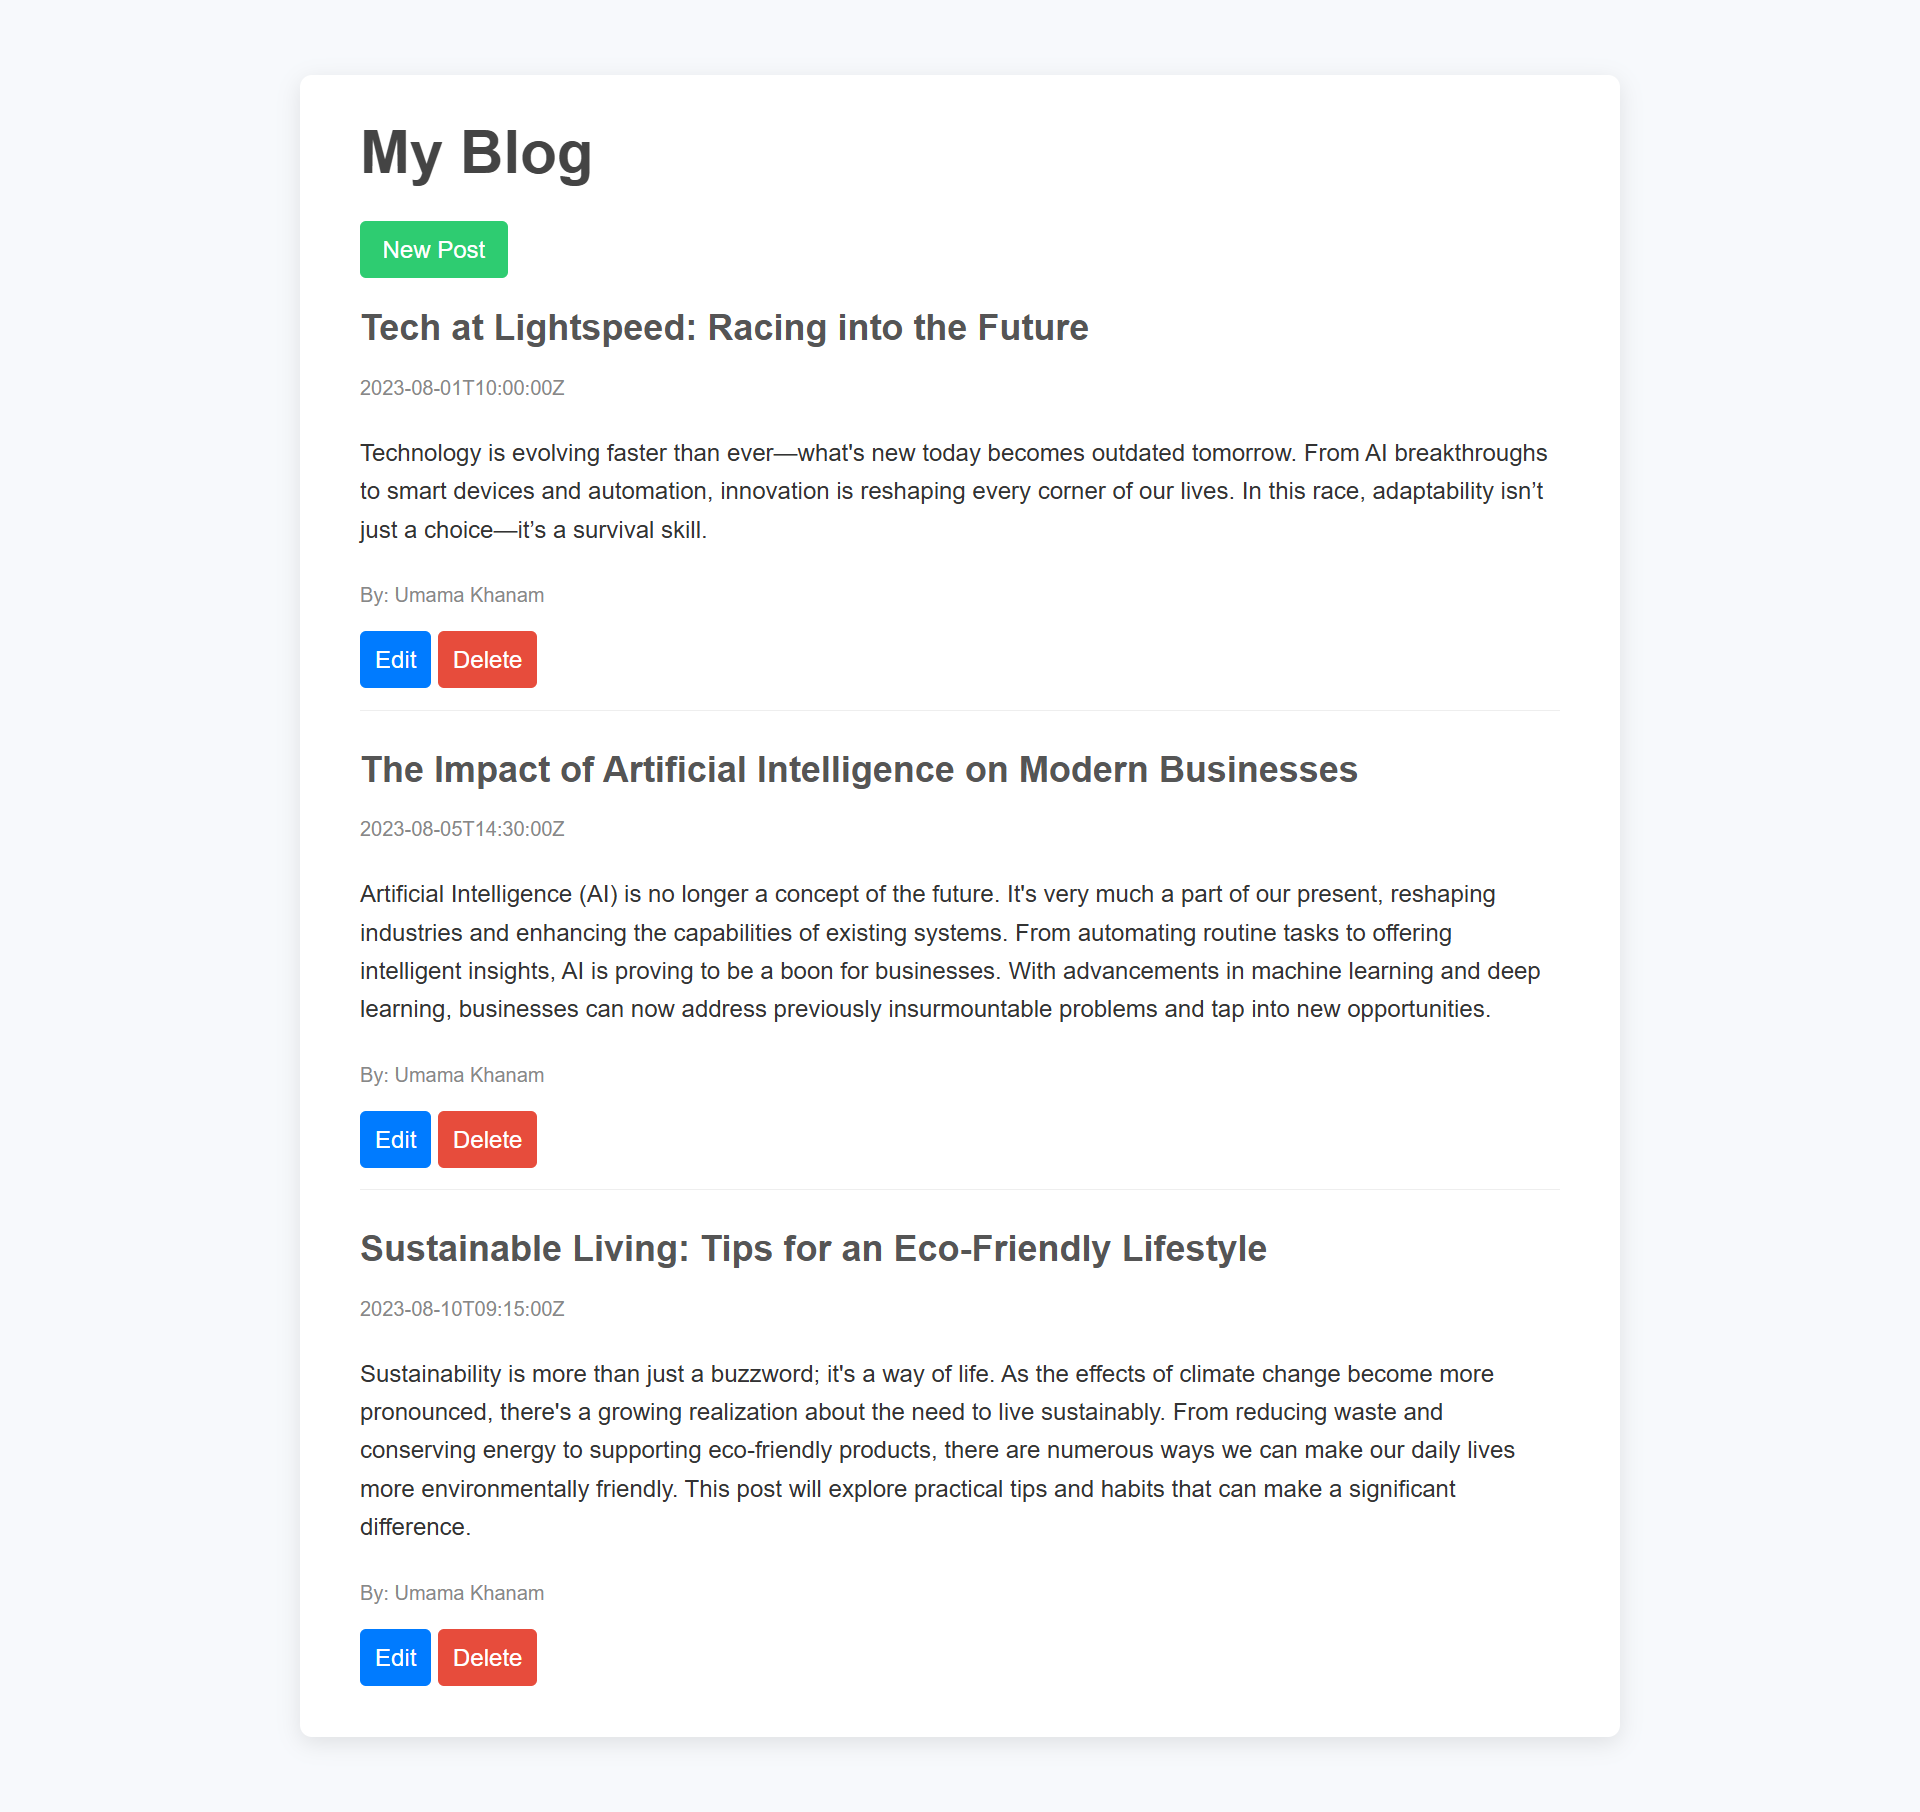 My Blog
New Post
Tech at Lightspeed: Racing into the Future
2023-08-01T10:00:00Z
Technology is evolving faster than ever—what's new today becomes outdated tomorrow. From AI breakthroughs
to smart devices and automation, innovation is reshaping every corner of our lives. In this race, adaptability isn’t
just a choice—it’s a survival skill.
By: Umama Khanam
Edit Delete
The Impact of Artificial Intelligence on Modern Businesses
2023-08-05T14:30:00Z
Artificial Intelligence (AI) is no longer a concept of the future. It's very much a part of our present, reshaping
industries and enhancing the capabilities of existing systems. From automating routine tasks to offering
intelligent insights, AI is proving to be a boon for businesses. With advancements in machine learning and deep
learning, businesses can now address previously insurmountable problems and tap into new opportunities.
By: Umama Khanam
Edit Delete
Sustainable Living: Tips for an Eco-Friendly Lifestyle
2023-08-10T09:15:00Z
Sustainability is more than just a buzzword; it's a way of life. As the effects of climate change become more
pronounced, there's a growing realization about the need to live sustainably. From reducing waste and
conserving energy to supporting eco-friendly products, there are numerous ways we can make our daily lives
more environmentally friendly. This post will explore practical tips and habits that can make a significant
difference.
By: Umama Khanam
Edit Delete